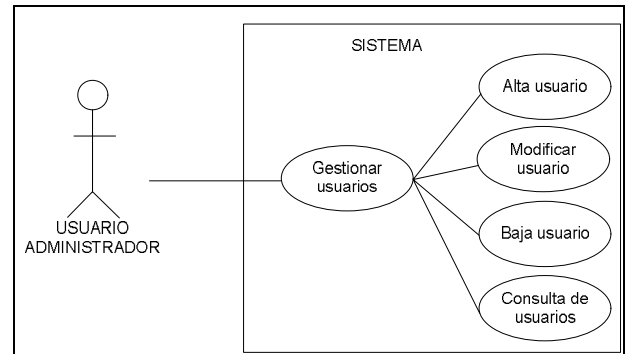 SISTEMA
Alta usuario
Modificar
usuario
Gestionar
usuarios
Baja usuario
Consulta de
usuarios
USUARIO
ADMINISTRADOR